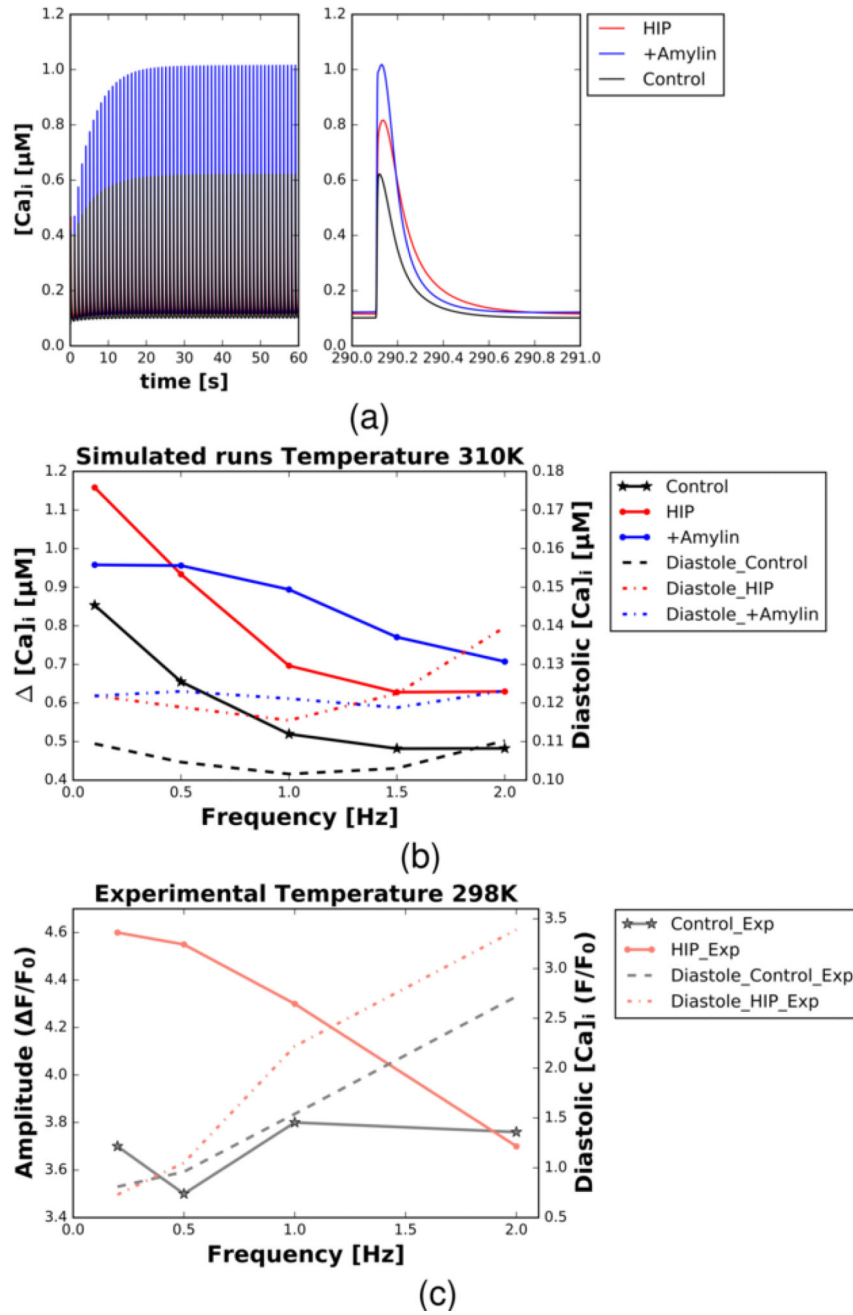 1.2
1.0
0.8
0.6
0.4
0.2
0.0
[Ca]i [μM]
0 10 20 30 40 50 60
time [s]
1.2
1.0
0.8
0.6
0.4
0.2
0.0
290.0 290.2 290.4 290.6 290.8 291.0
HIP
+Amylin
Control
(a)
Simulated runs Temperature 310K
1.2
1.1
1.0
0.9
0.8
0.7
0.6
0.5
0.4
Δ [Ca]i [μM]
0.18
0.17
0.16
0.15
0.14
0.13
0.12
0.11
0.10
Diastolic [Ca]i [μM]
0.0 0.5 1.0 1.5 2.0
Frequency [Hz]
Control
HIP
+Amylin
Diastole_Control
Diastole_HIP
Diastole_+Amylin
(b)
Experimental Temperature 298K
4.6
4.4
4.2
4.0
3.8
3.6
3.4
Amplitude (ΔF/F0)
3.5
3.0
2.5
2.0
1.5
1.0
0.5
Diastolic [Ca]i (F/F0)
0.0 0.5 1.0 1.5 2.0
Frequency [Hz]
Control_Exp
HIP_Exp
Diastole_Control_Exp
Diastole_HIP_Exp
(c)